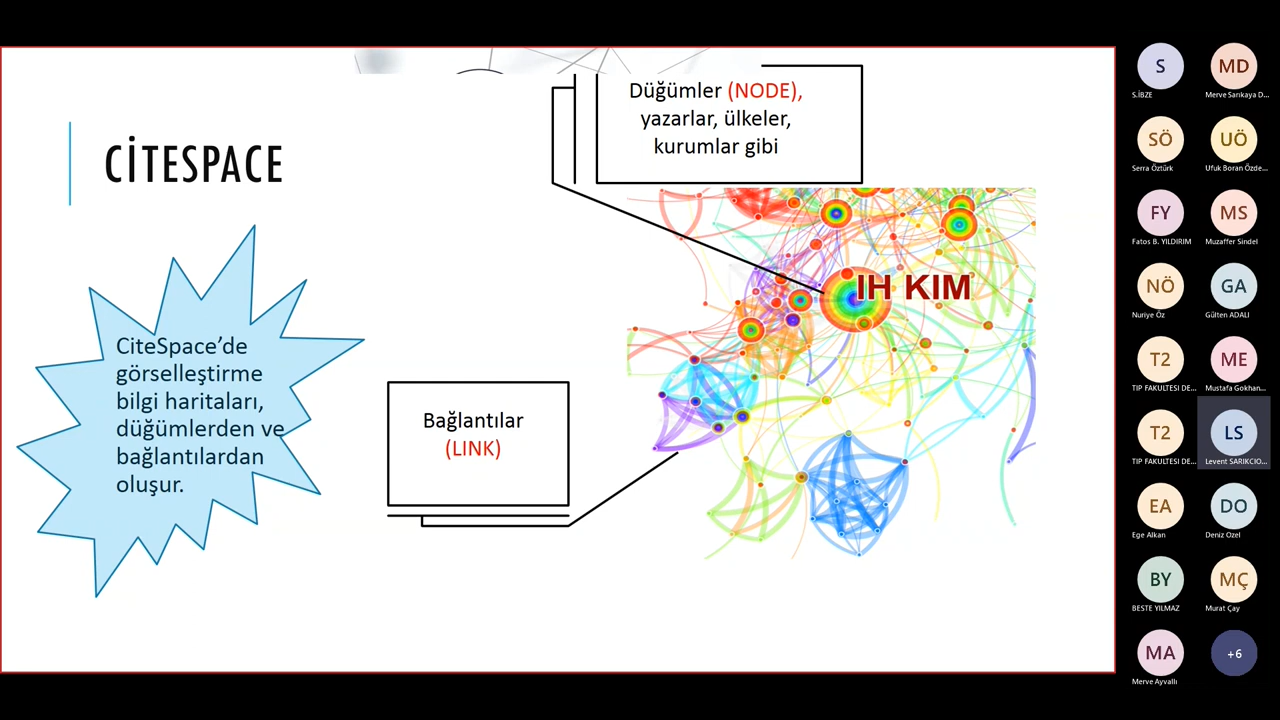 CİTESPACE
Düğümler (NODE),
yazarlar, ülkeler,
kurumlar gibi
IH KIM
CiteSpace’de
görselleştirme
bilgi haritaları,
düğümlerden ve
bağlantılardan
oluşur.
Bağlantılar
(LINK)
S
S.İBZE
MD
Merve Sarıkaya D...
SÖ
Serra Öztürk
UÖ
Ufuk Boran Özde...
FY
Fatos B. YILDIRIM
MS
Muzaffer Sindel
NÖ
Nuriye Öz
GA
Gülten ADALI
T2
TIP FAKULTESI DE...
ME
Mustafa Gokhan...
T2
TIP FAKULTESI DE...
LS
Levent SARIKCIO...
EA
Ege Alkan
DO
Deniz Ozel
BY
BESTE YILMAZ
MÇ
Murat Çay
MA
Merve Ayvallı
+6